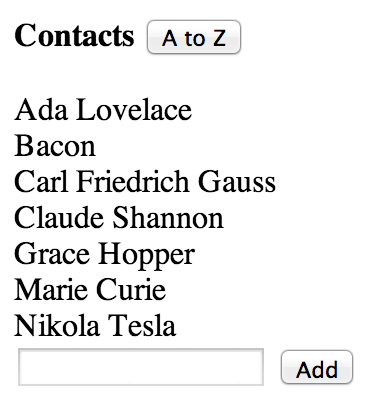 Contacts A to Z
Ada Lovelace
Bacon
Carl Friedrich Gauss
Claude Shannon
Grace Hopper
Marie Curie
Nikola Tesla
Add